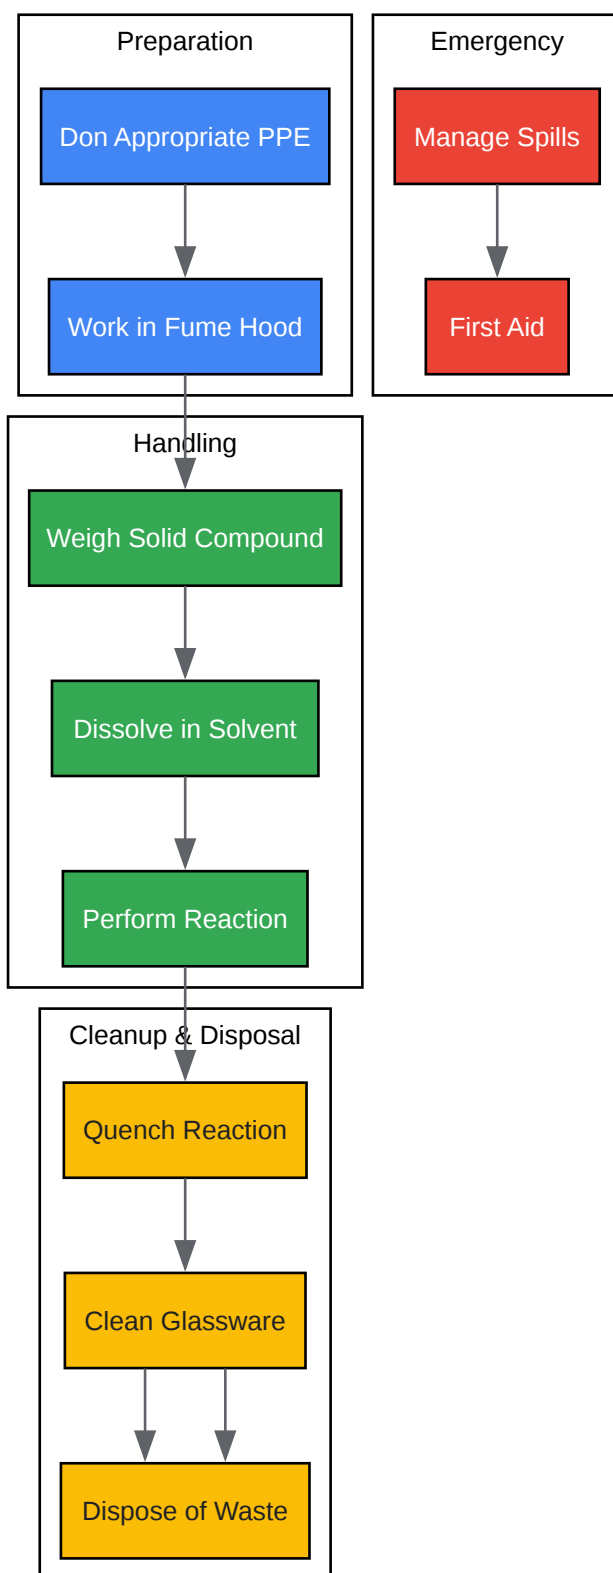 Preparation
Don Appropriate PPE
Work in Fume Hood
Emergency
Manage Spills
First Aid
Handling
Weigh Solid Compound
Dissolve in Solvent
Perform Reaction
Cleanup & Disposal
Quench Reaction
Clean Glassware
Dispose of Waste